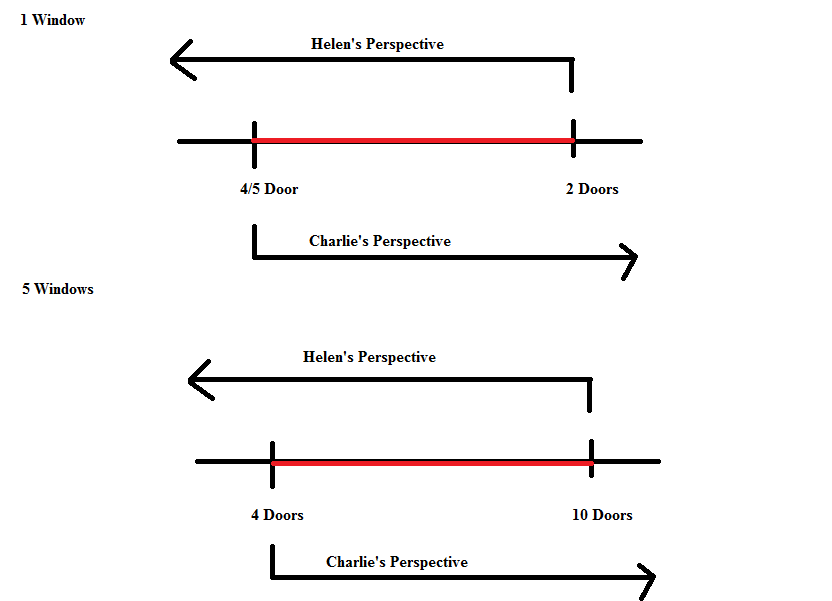 1 Window
Helen's Perspective
4/5 Door
2 Doors
Charlie's Perspective
5 Windows
Helen's Perspective
4 Doors
10 Doors
Charlie's Perspective